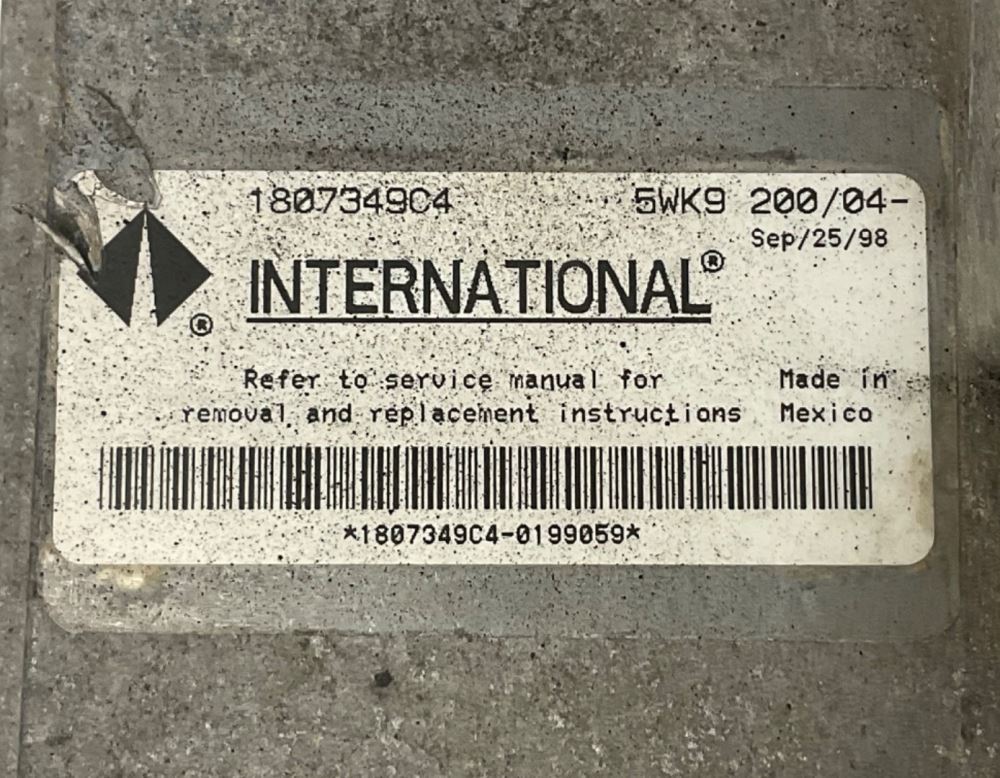 1807349C4 5WK9 200/04-
Sep/25/98
INTERNATIONAL®
®
Refer to service manual for Made in
removal and replacement instructions Mexico
*1807349C4-0199059*